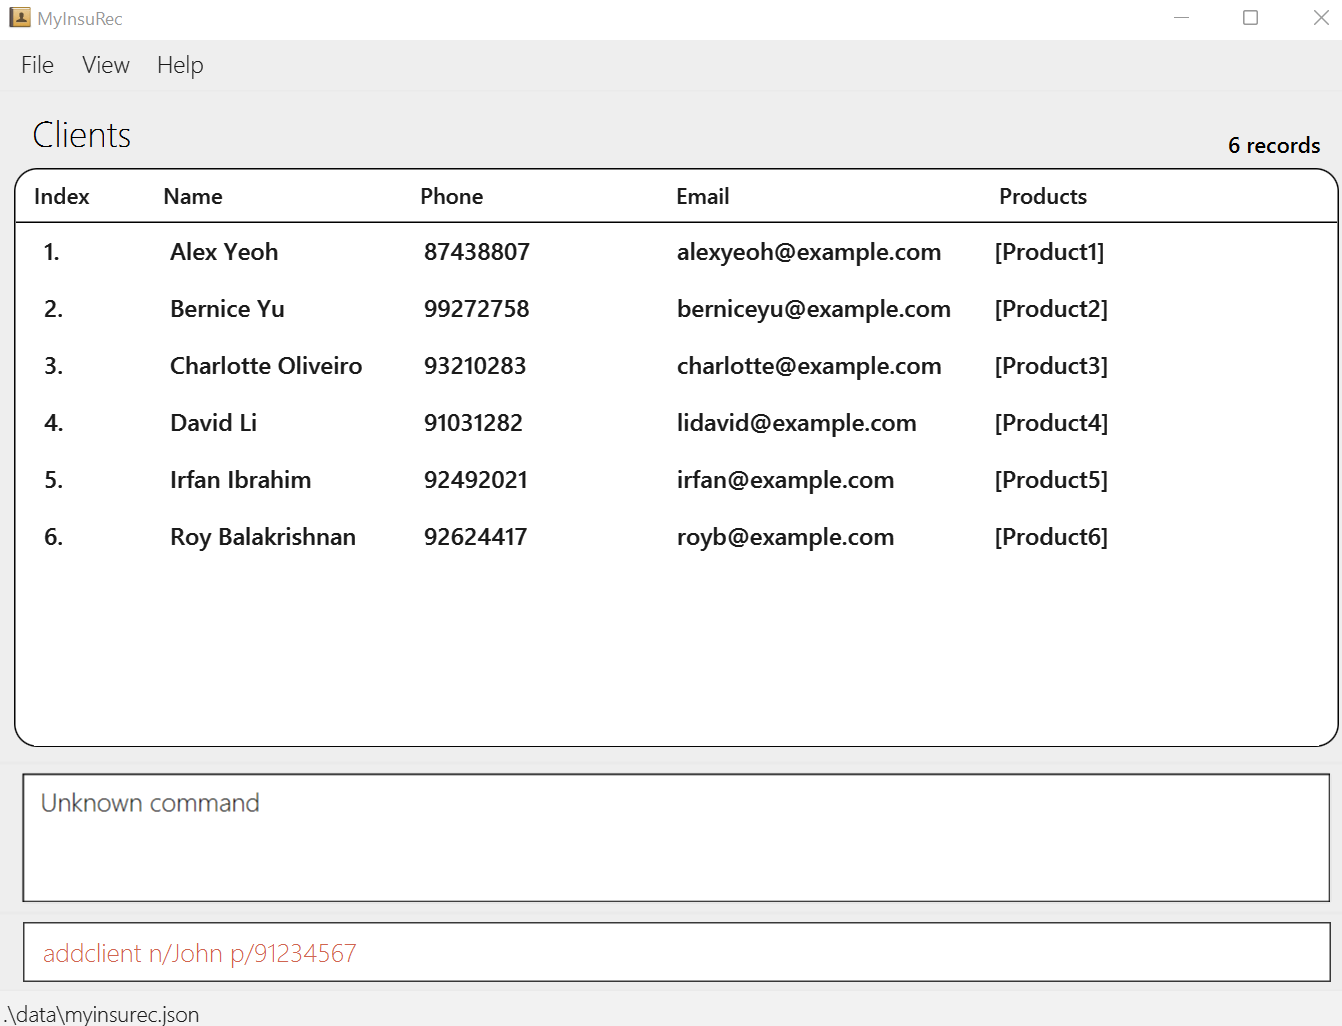 MyInsuRec
File View Help
Clients
6 records
Index Name Phone Email Products
1. Alex Yeoh 87438807 alexyeoh@example.com [Product1]
2. Bernice Yu 99272758 berniceyu@example.com [Product2]
3. Charlotte Oliveiro 93210283 charlotte@example.com [Product3]
4. David Li 91031282 lidavid@example.com [Product4]
5. Irfan Ibrahim 92492021 irfan@example.com [Product5]
6. Roy Balakrishnan 92624417 royb@example.com [Product6]
Unknown command
addclient n/John p/91234567
.\data\myinsurec.json